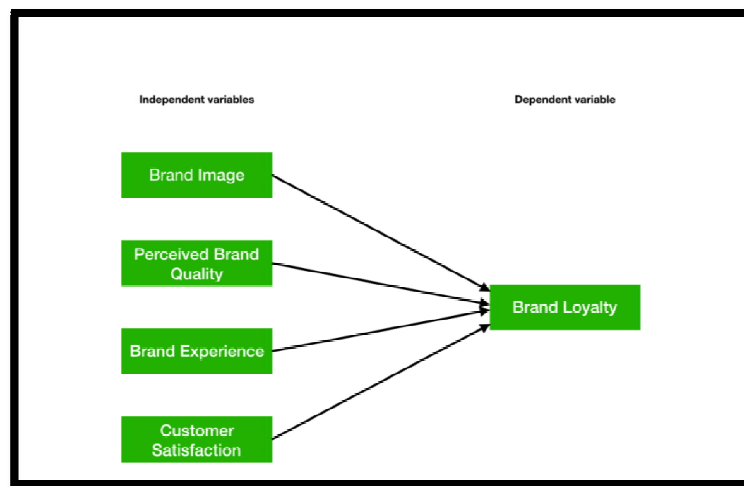 Independent variables
Dependent variable
Brand Image
Perceived Brand
Quality
Brand Experience
Customer
Satisfaction
Brand Loyalty